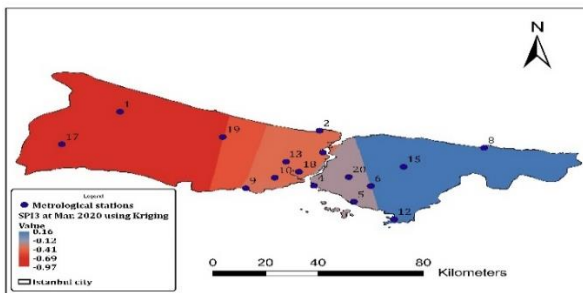 N
2
1
8
19
17
13
15
18
20
10
6
9
4
5
12
Legend
Metrological stations
SPI3 at Mar. 2020 using Kriging
Value
0.16
-0.12
-0.41
-0.69
-0.97
Istanbul city
0 20 40 60 80
Kilometers